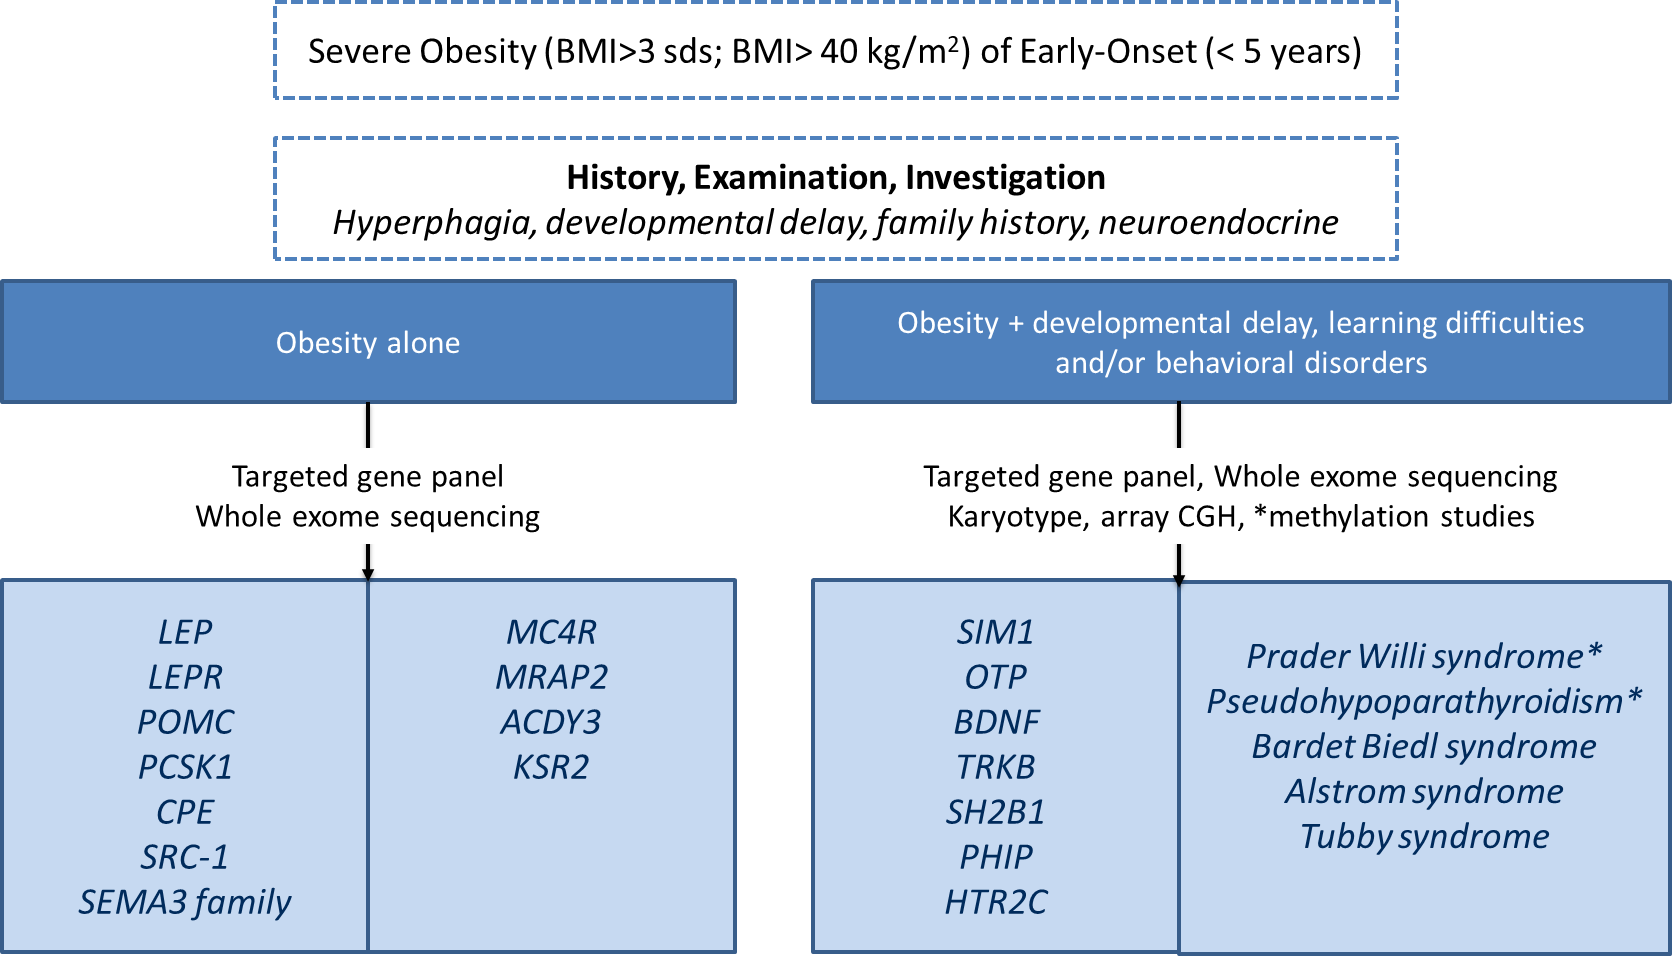 Severe Obesity (BMI>3 sds; BMI> 40 kg/m²) of Early-Onset (< 5 years)
History, Examination, Investigation
Hyperphagia, developmental delay, family history, neuroendocrine
Obesity alone
Targeted gene panel
Whole exome sequencing
LEP
LEPR
POMC
PCSK1
CPE
SRC-1
SEMA3 family
MC4R
MRAP2
ACDY3
KSR2
Obesity + developmental delay, learning difficulties
and/or behavioral disorders
Targeted gene panel, Whole exome sequencing
Karyotype, array CGH, *methylation studies
SIM1
OTP
BDNF
TRKB
SH2B1
PHIP
HTR2C
Prader Willi syndrome*
Pseudohypoparathyroidism*
Bardet Biedl syndrome
Alstrom syndrome
Tubby syndrome